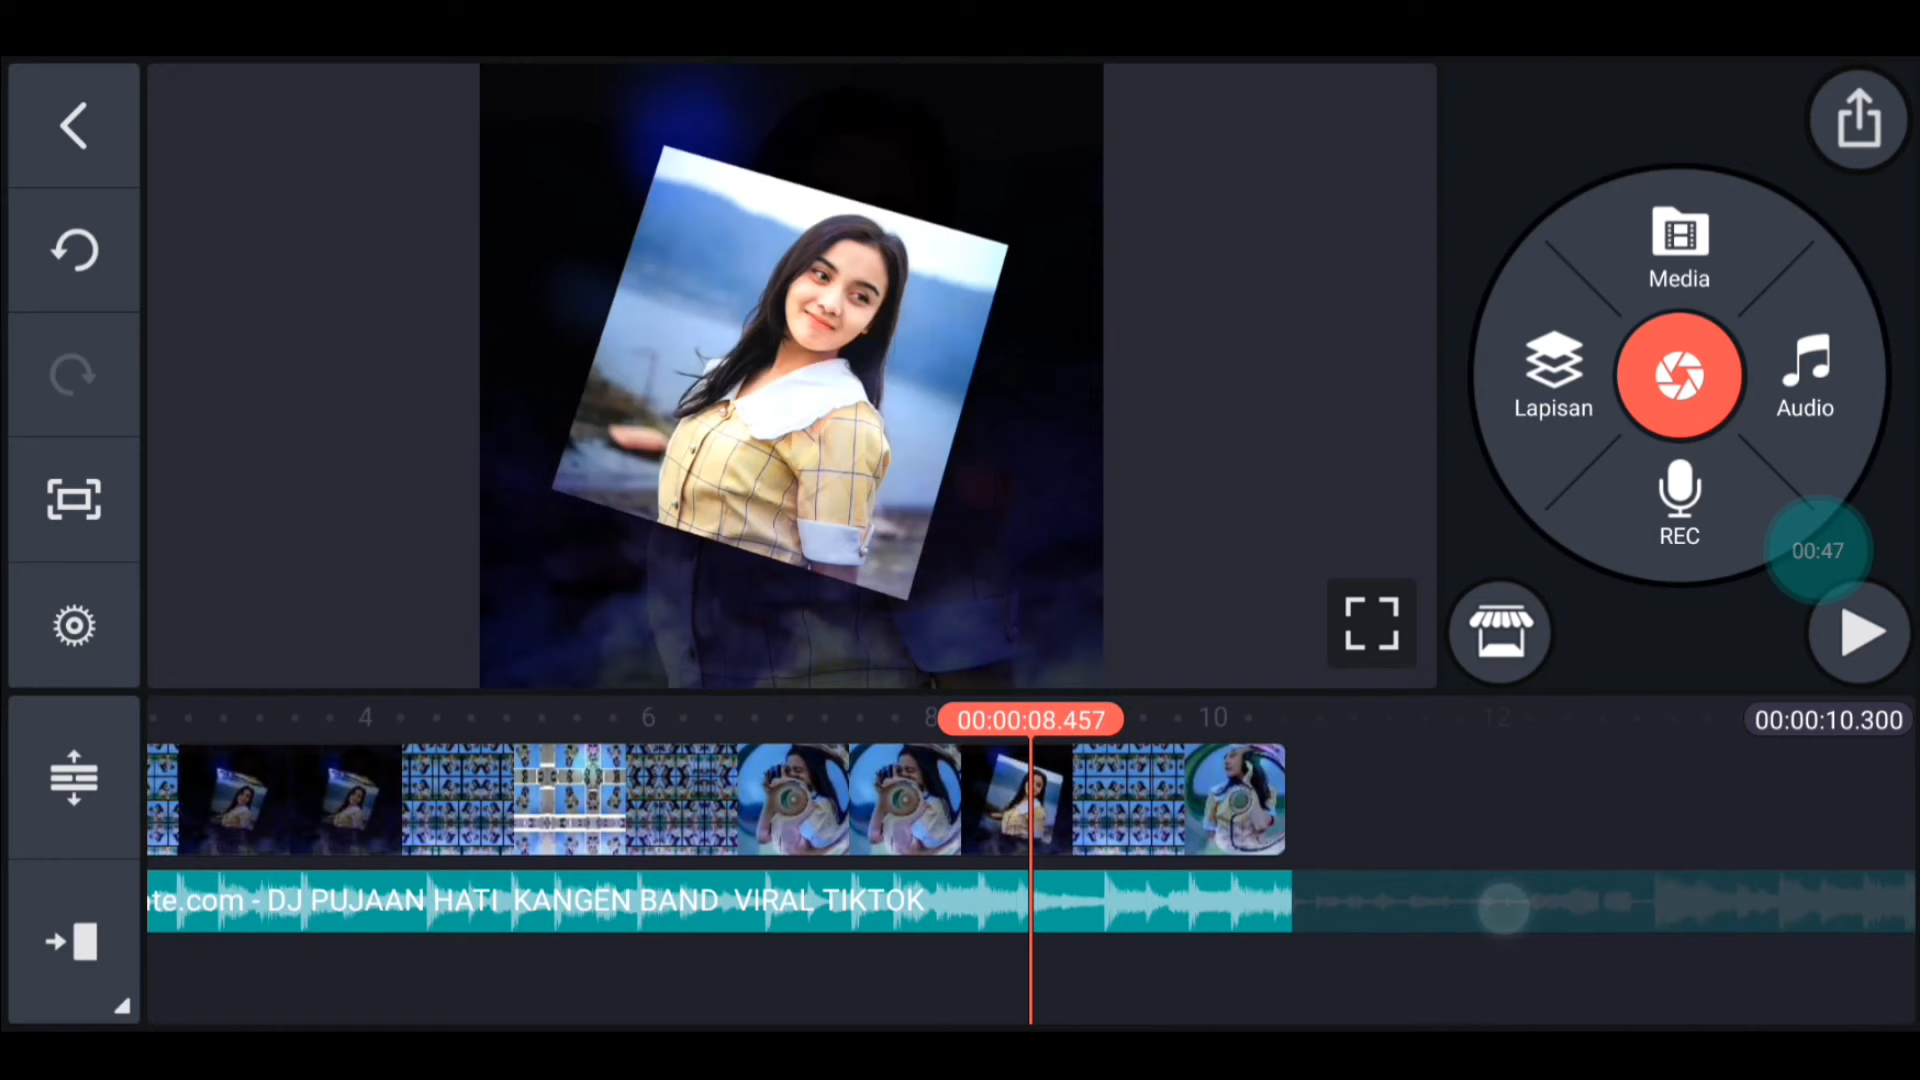 Media
Lapisan
Audio
REC
00:47
4
6
8
00:00:08.457
10
12
00:00:10.300
te.com - DJ PUJAAN HATI KANGEN BAND VIRAL TIKTOK